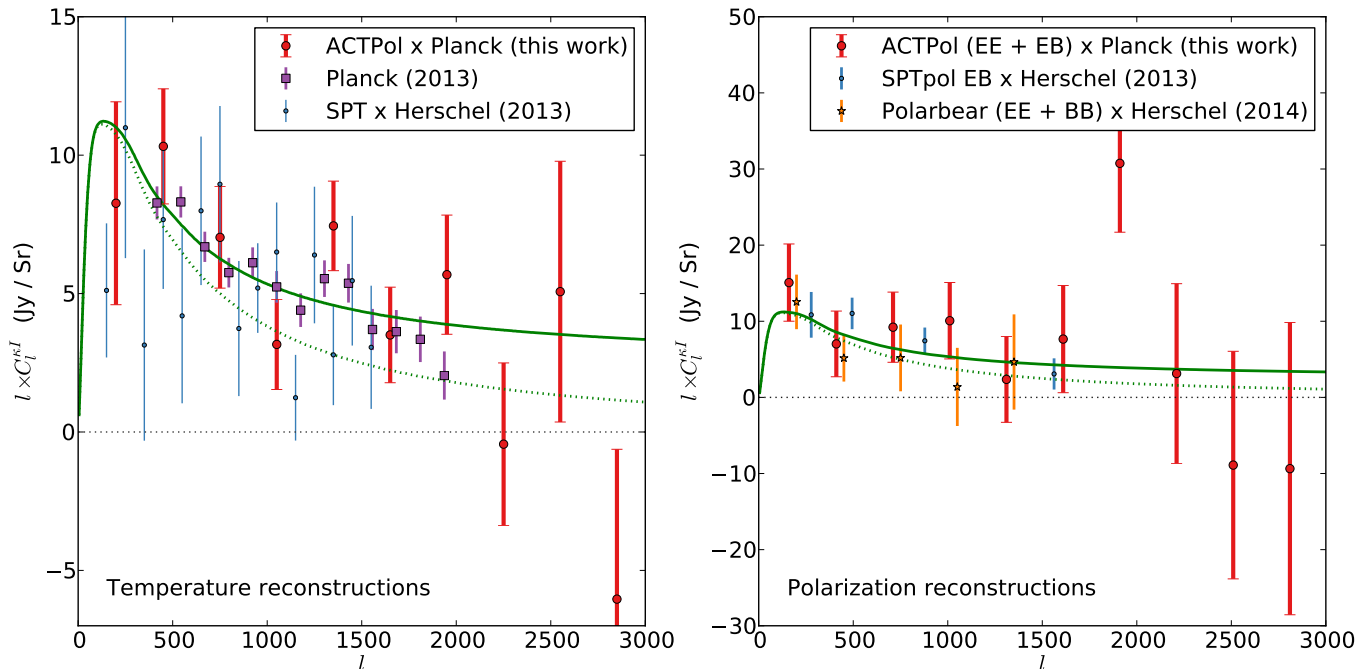 15
10
5
0
−5
l ×C_l^{κI} (Jy / Sr)
ACTPol x Planck (this work)
Planck (2013)
SPT x Herschel (2013)
Temperature reconstructions
0 500 1000 1500 2000 2500 3000
l
50
40
30
20
10
0
−10
−20
−30
l ×C_l^{κI} (Jy / Sr)
ACTPol (EE + EB) x Planck (this work)
SPTpol EB x Herschel (2013)
Polarbear (EE + BB) x Herschel (2014)
Polarization reconstructions
0 500 1000 1500 2000 2500 3000
l